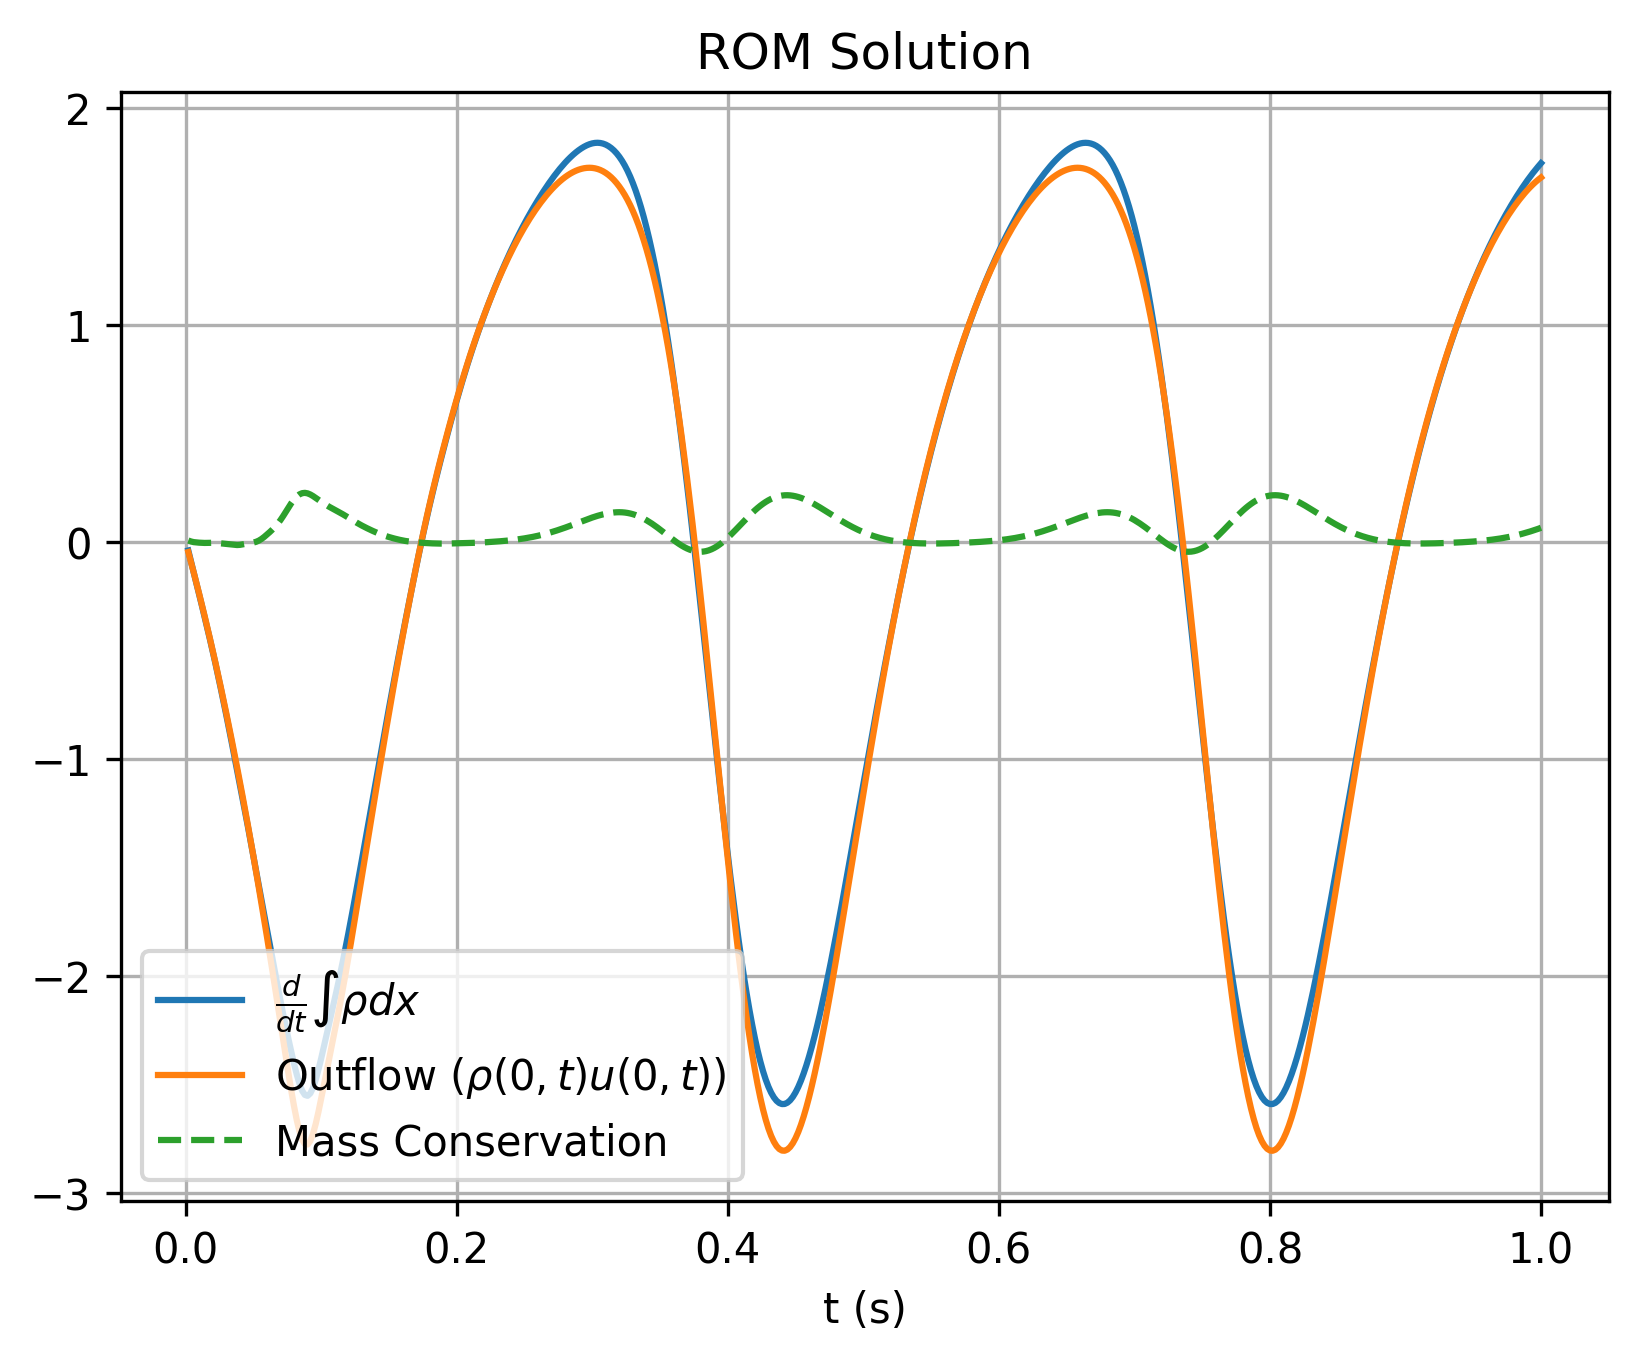 ROM Solution
2
1
0
−1
−2
−3
d/dt ∫ρdx
Outflow (ρ(0, t)u(0, t))
Mass Conservation
0.0 0.2 0.4 0.6 0.8 1.0
t (s)